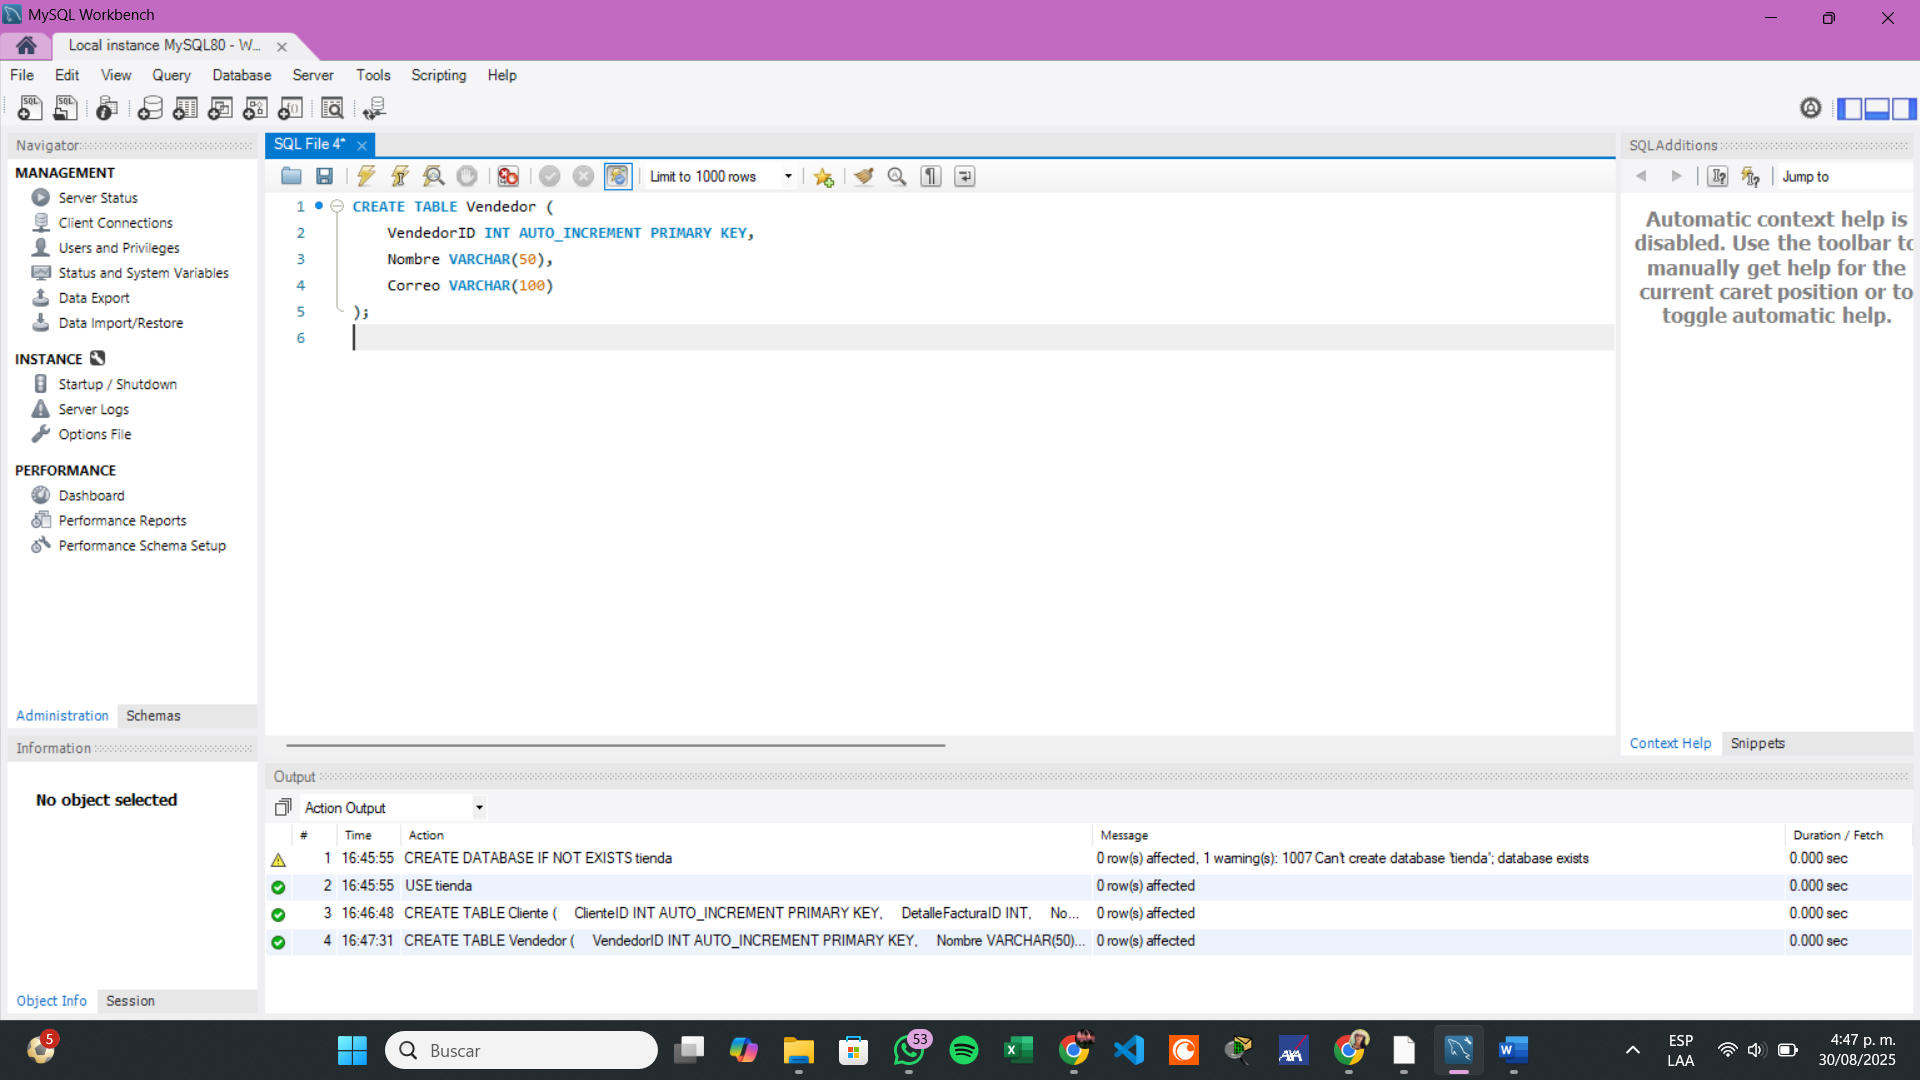 MySQL Workbench
Local instance MySQL80 - W...
File Edit View Query Database Server Tools Scripting Help
Navigator
MANAGEMENT
Server Status
Client Connections
Users and Privileges
Status and System Variables
Data Export
Data Import/Restore
INSTANCE
Startup / Shutdown
Server Logs
Options File
PERFORMANCE
Dashboard
Performance Reports
Performance Schema Setup
Administration Schemas
Information
No object selected
Object Info Session
SQL File 4*
Limit to 1000 rows
1 CREATE TABLE Vendedor (
2 VendedorID INT AUTO_INCREMENT PRIMARY KEY,
3 Nombre VARCHAR(50),
4 Correo VARCHAR(100)
5 );
6
SQLAdditions
Jump to
Automatic context help is
disabled. Use the toolbar to
manually get help for the
current caret position or to
toggle automatic help.
Context Help Snippets
Output
Action Output
# Time Action Message Duration / Fetch
1 16:45:55 CREATE DATABASE IF NOT EXISTS tienda 0 row(s) affected, 1 warning(s): 1007 Can't create database 'tienda'; database exists 0.000 sec
2 16:45:55 USE tienda 0 row(s) affected 0.000 sec
3 16:46:48 CREATE TABLE Cliente ( ClienteID INT AUTO_INCREMENT PRIMARY KEY, DetalleFacturaID INT, No... 0 row(s) affected 0.000 sec
4 16:47:31 CREATE TABLE Vendedor ( VendedorID INT AUTO_INCREMENT PRIMARY KEY, Nombre VARCHAR(50)... 0 row(s) affected 0.000 sec
5
Buscar
53
AXA
ESP
LAA
4:47 p. m.
30/08/2025